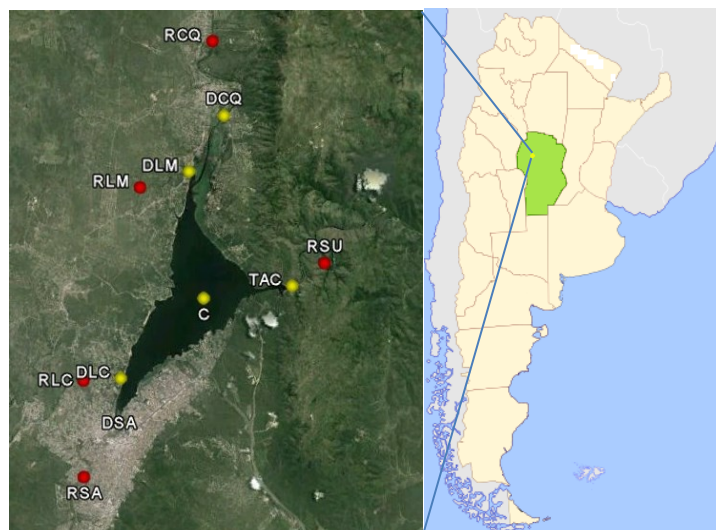 RCQ
DCQ
DLM
RLM
RSU
TAC
C
RLC
DLC
DSA
RSA